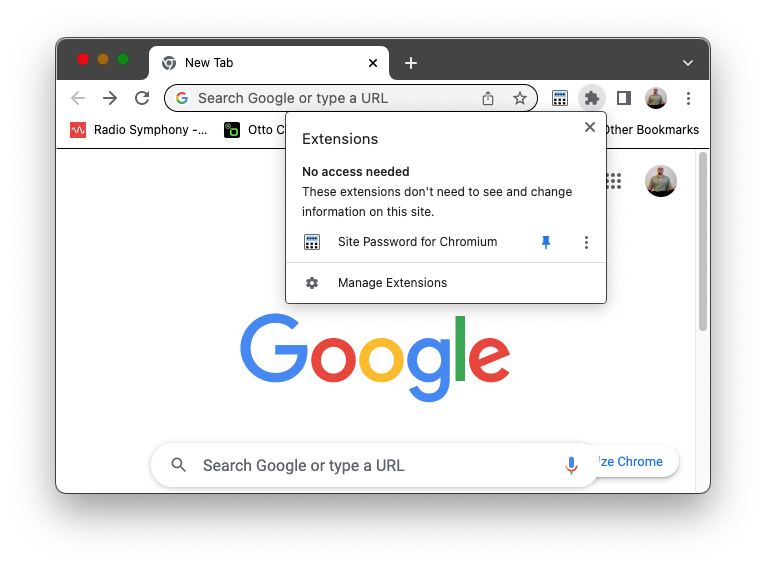 New Tab
Search Google or type a URL
Radio Symphony -...
Otto C
Other Bookmarks
Extensions
No access needed
These extensions don't need to see and change
information on this site.
Site Password for Chromium
Manage Extensions
Google
Search Google or type a URL
ize Chrome